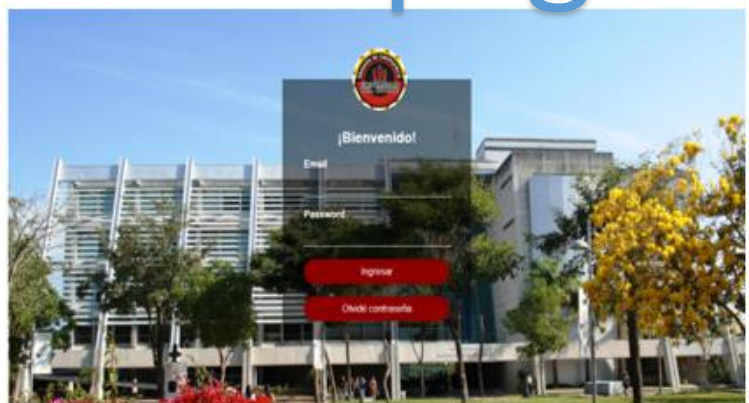 ¡Bienvenido!
Email
Password
Ingresar
Olvidé contraseña